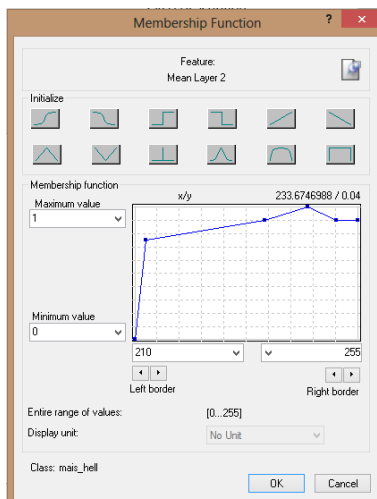 Membership Function
?
Feature:
Mean Layer 2
Initialize
Membership function
x/y
233.6746988 / 0.04
Maximum value
1
Minimum value
0
210
255
Left border
Right border
Entire range of values:
[0...255]
Display unit:
No Unit
Class: mais_hell
OK
Cancel